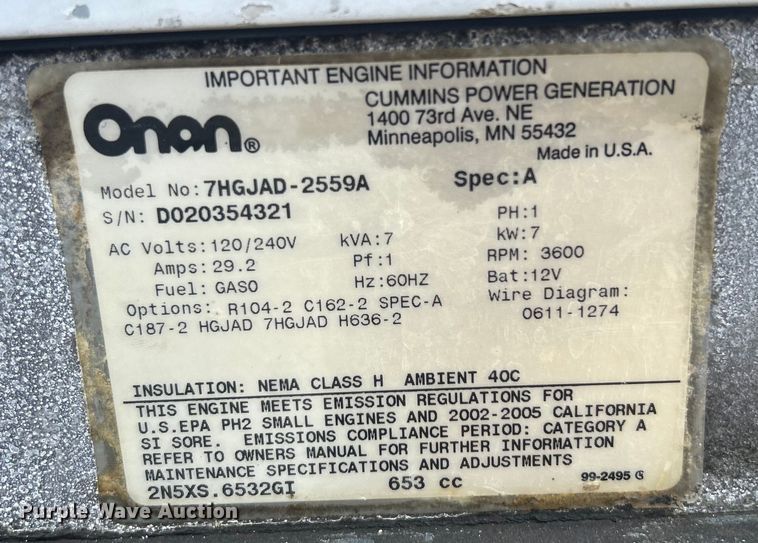 IMPORTANT ENGINE INFORMATION
Onan®
CUMMINS POWER GENERATION
1400 73rd Ave. NE
Minneapolis, MN 55432
Made in U.S.A.
Model No:7HGJAD-2559A Spec:A
S/N: D020354321 PH:1
AC Volts:120/240V kVA:7 kW:7
Amps:29.2 Pf:1 RPM: 3600
Fuel:GASO Hz:60HZ Bat:12V
Options: R104-2 C162-2 SPEC-A Wire Diagram:
C187-2 HGJAD 7HGJAD H636-2 0611-1274
INSULATION: NEMA CLASS H AMBIENT 40C
THIS ENGINE MEETS EMISSION REGULATIONS FOR
U.S.EPA PH2 SMALL ENGINES AND 2002-2005 CALIFORNIA
SI SORE. EMISSIONS COMPLIANCE PERIOD: CATEGORY A
REFER TO OWNERS MANUAL FOR FURTHER INFORMATION
MAINTENANCE SPECIFICATIONS AND ADJUSTMENTS
2N5XS.6532GI 653 cc 99-2495 G
Purple Wave Auction